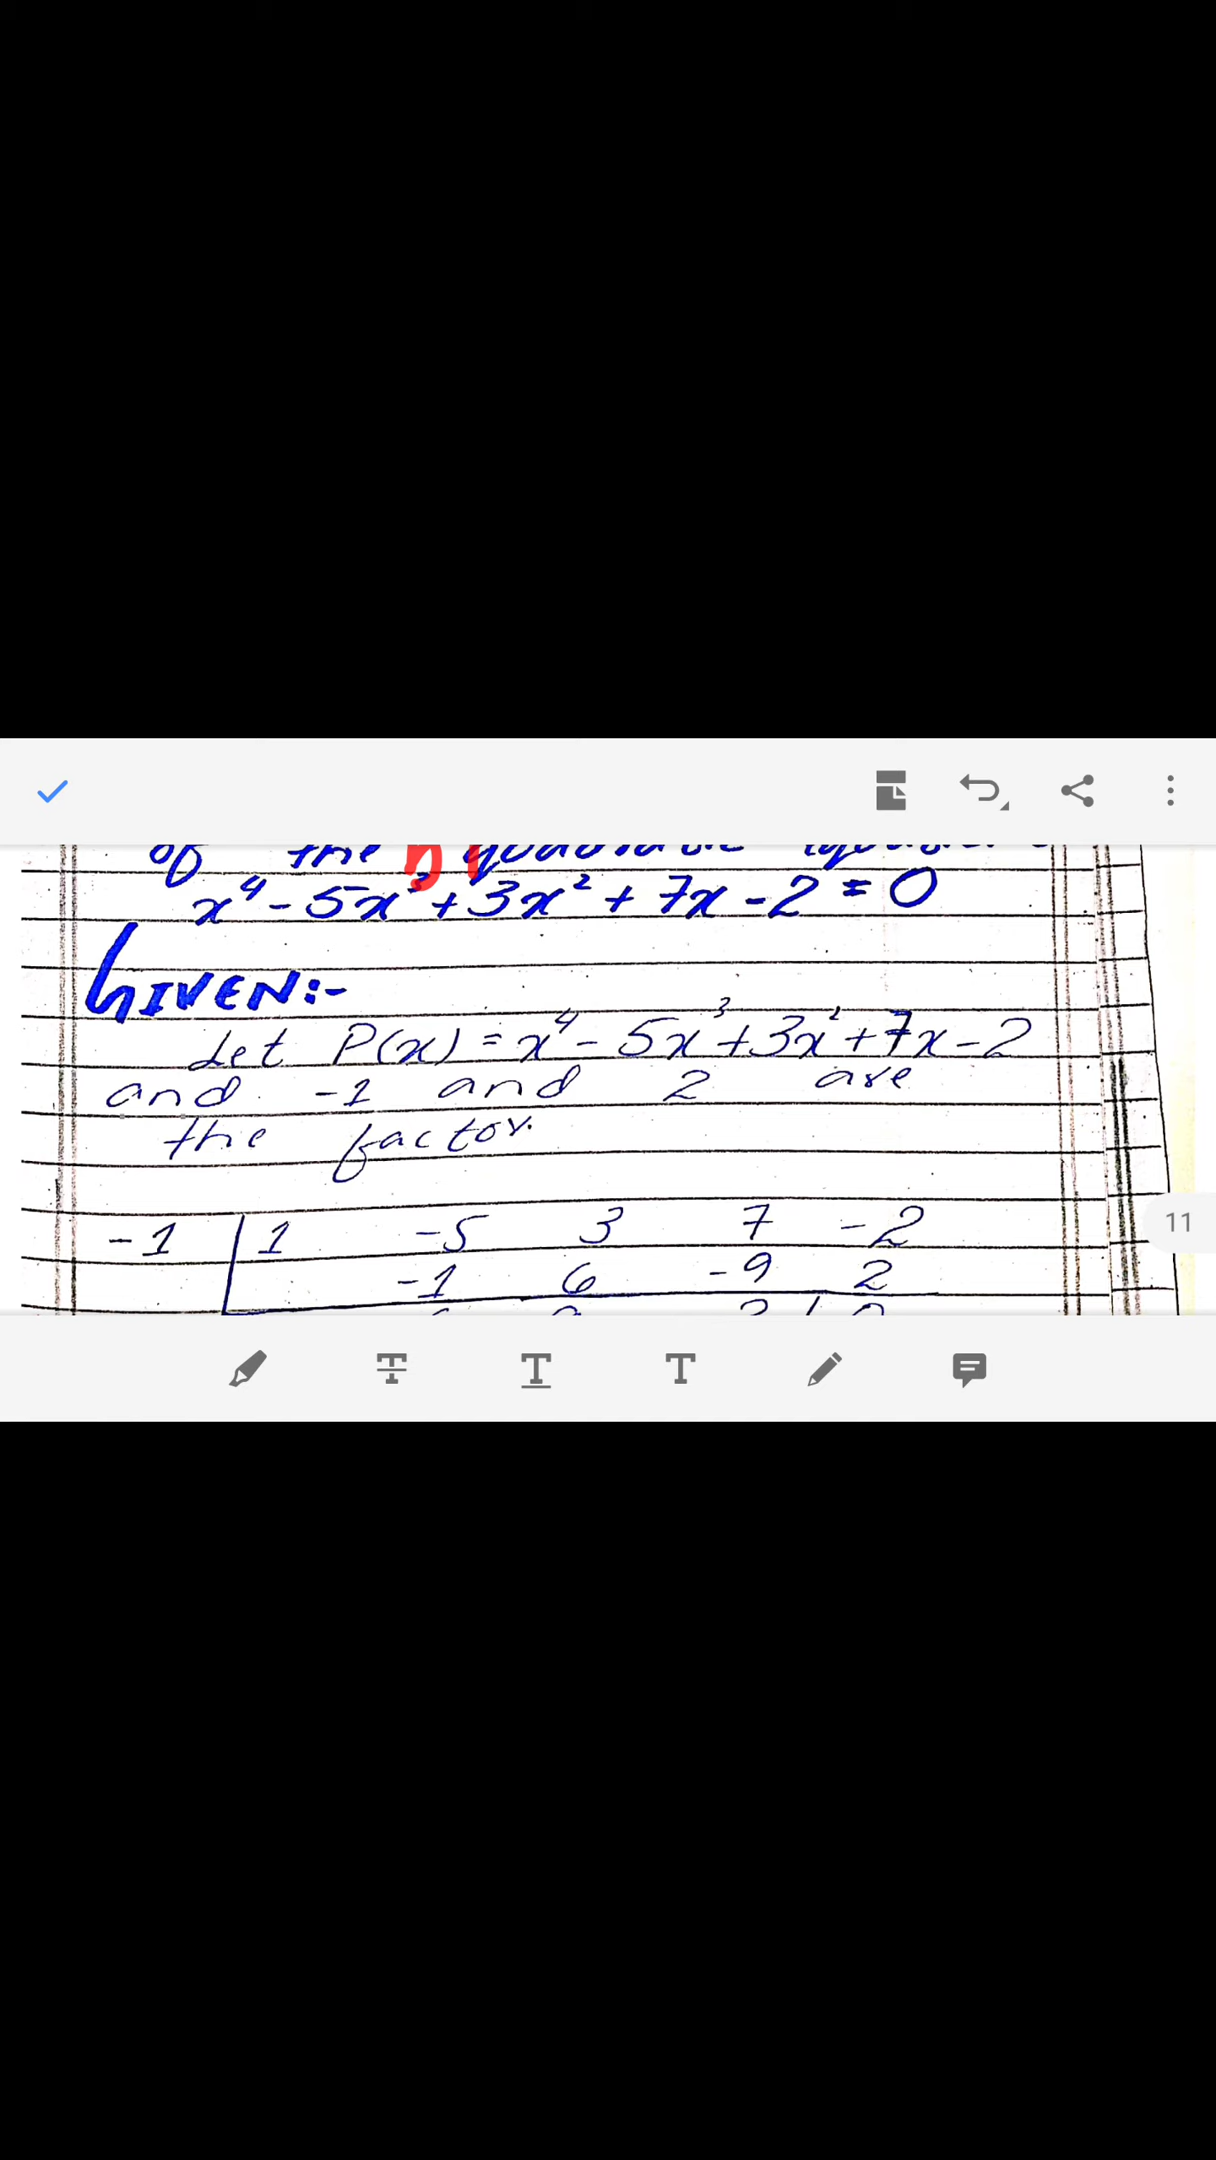 of the
x⁴ - 5x³ + 3x² + 7x - 2 = 0
GIVEN:-
Let P(x) = x⁴ - 5x³ + 3x² + 7x - 2
and -1 and 2 are
the factor.
-1 | 1 -5 3 7 -2
-1 6 -9 2
11